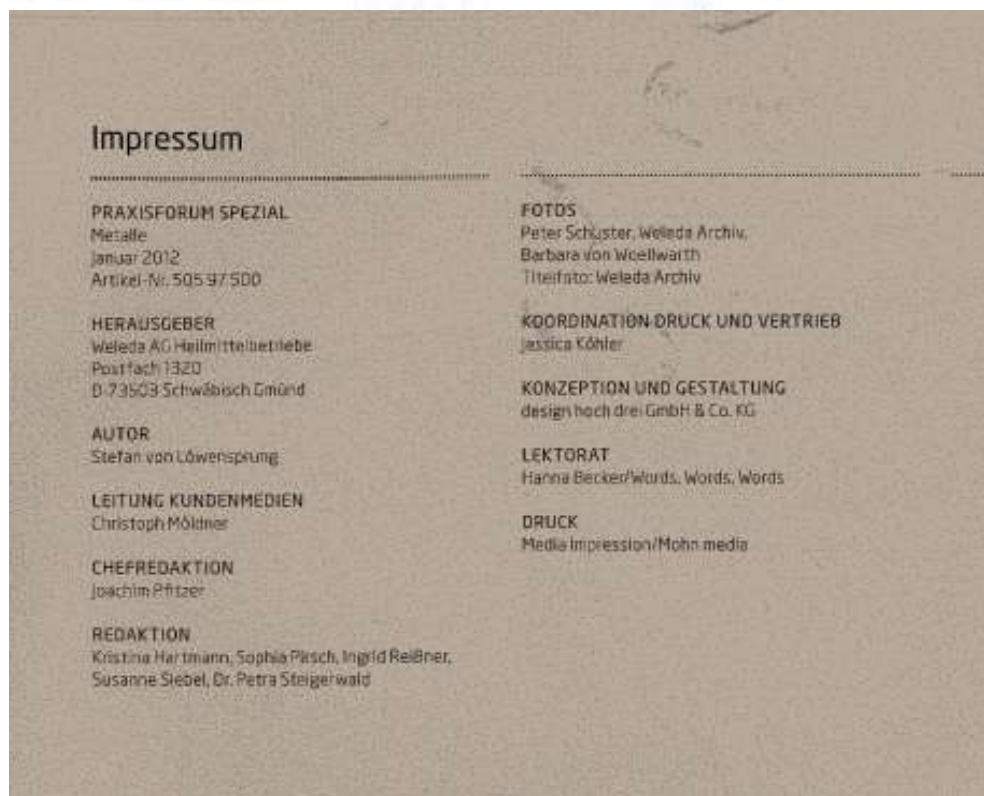 Impressum
PRAXISFORUM SPEZIAL
Metalle
Januar 2012
Artikel-Nr. 505 97 500
HERAUSGEBER
Weleda AG Heilmittelbetriebe
Postfach 1320
D-73503 Schwäbisch Gmünd
AUTOR
Stefan von Löwensprung
LEITUNG KUNDENMEDIEN
Christoph Möldner
CHEFREDAKTION
Joachim Pfitzer
REDAKTION
Kristina Hartmann, Sophia Pirsch, Ingrid Reißner,
Susanne Siebel, Dr. Petra Steigerwald
FOTOS
Peter Schuster, Weleda Archiv,
Barbara von Woellwarth
Titelfoto: Weleda Archiv
KOORDINATION DRUCK UND VERTRIEB
Jessica Köhler
KONZEPTION UND GESTALTUNG
design hoch drei GmbH & Co. KG
LEKTORAT
Hanna Becker/Words, Words, Words
DRUCK
Media Impression/Mohn media